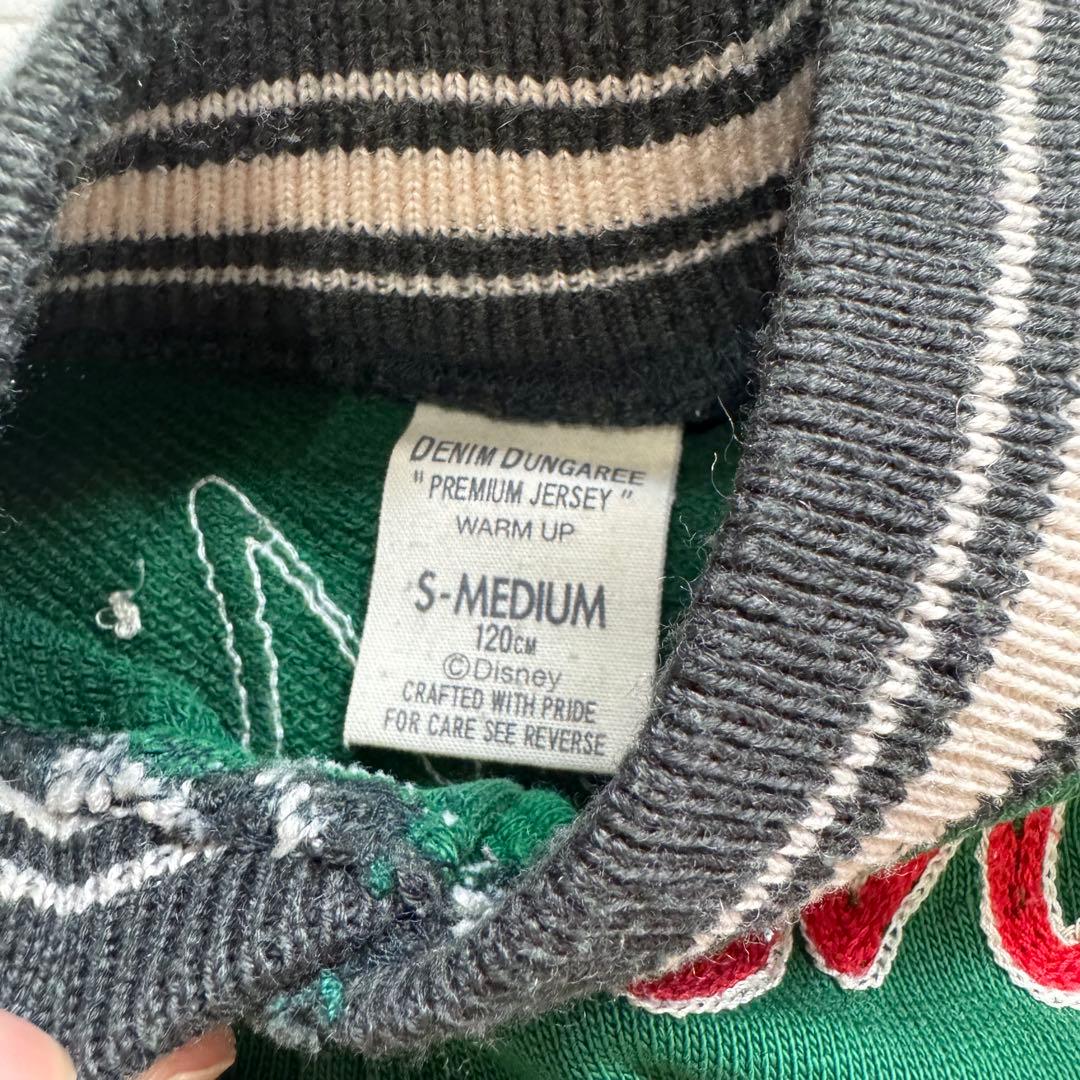 DENIM DUNGAREE
"PREMIUM JERSEY"
WARM UP
S-MEDIUM
120CM
©Disney
CRAFTED WITH PRIDE
FOR CARE SEE REVERSE